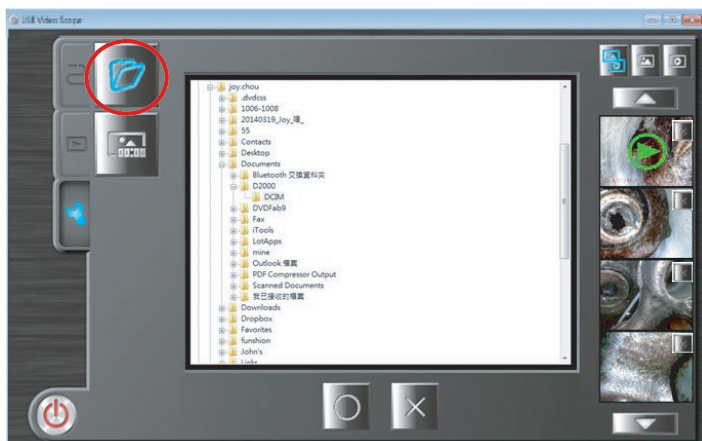 USB Video Scope
joy.chou
.dvdcss
1006-1008
55
Contacts
Desktop
Documents
Bluetooth 交換資料夾
D2000
DCIM
DVDFab9
Fax
iTools
LotApps
mine
Outlook 檔案
PDF Compressor Output
Scanned Documents
我已接收的檔案
Downloads
Dropbox
Favorites
funshion
John's
Links